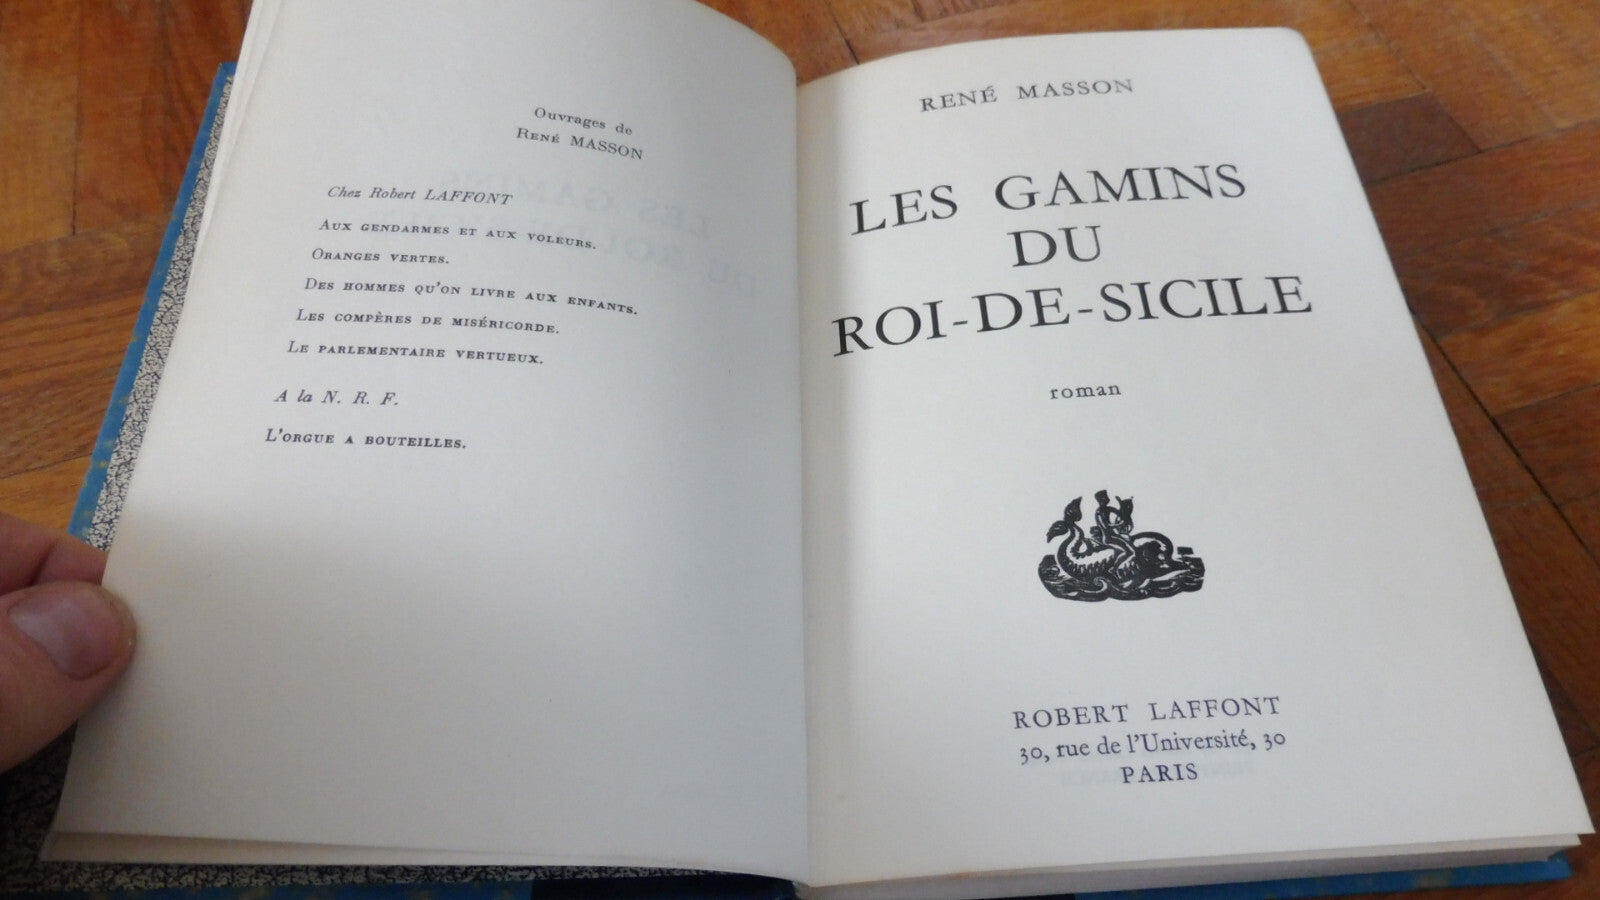 Ouvrages de
René MASSON
Chez Robert LAFFONT
Aux gendarmes et aux voleurs.
Oranges vertes.
Des hommes qu'on livre aux enfants.
Les compères de miséricorde.
Le parlementaire vertueux.
A la N. R. F.
L'orgue a bouteilles.
RENÉ MASSON
LES GAMINS
DU
ROI-DE-SICILE
roman
ROBERT LAFFONT
30, rue de l'Université, 30
PARIS